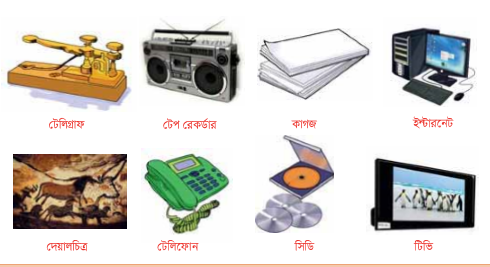 টেলিগ্রাফ
টেপ রেকর্ডার
কাগজ
ইন্টারনেট
দেয়ালচিত্র
টেলিফোন
সিডি
টিভি